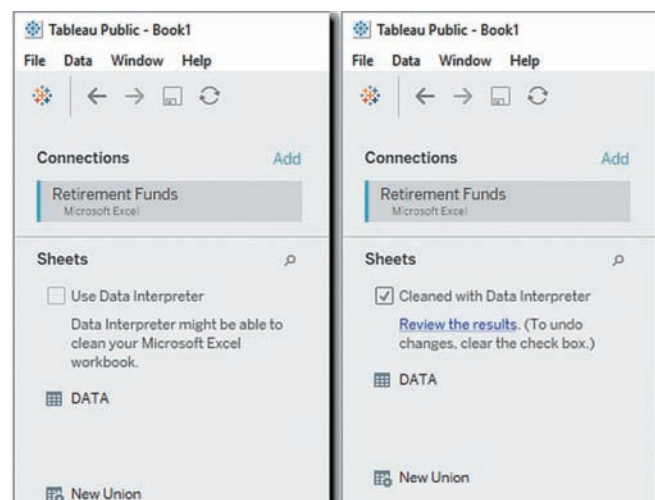 Tableau Public - Book1
File Data Window Help
Connections Add
Retirement Funds
Microsoft Excel
Sheets
Use Data Interpreter
Data Interpreter might be able to
clean your Microsoft Excel
workbook.
DATA
New Union
Tableau Public - Book1
File Data Window Help
Connections Add
Retirement Funds
Microsoft Excel
Sheets
Cleaned with Data Interpreter
Review the results. (To undo
changes, clear the check box.)
DATA
New Union